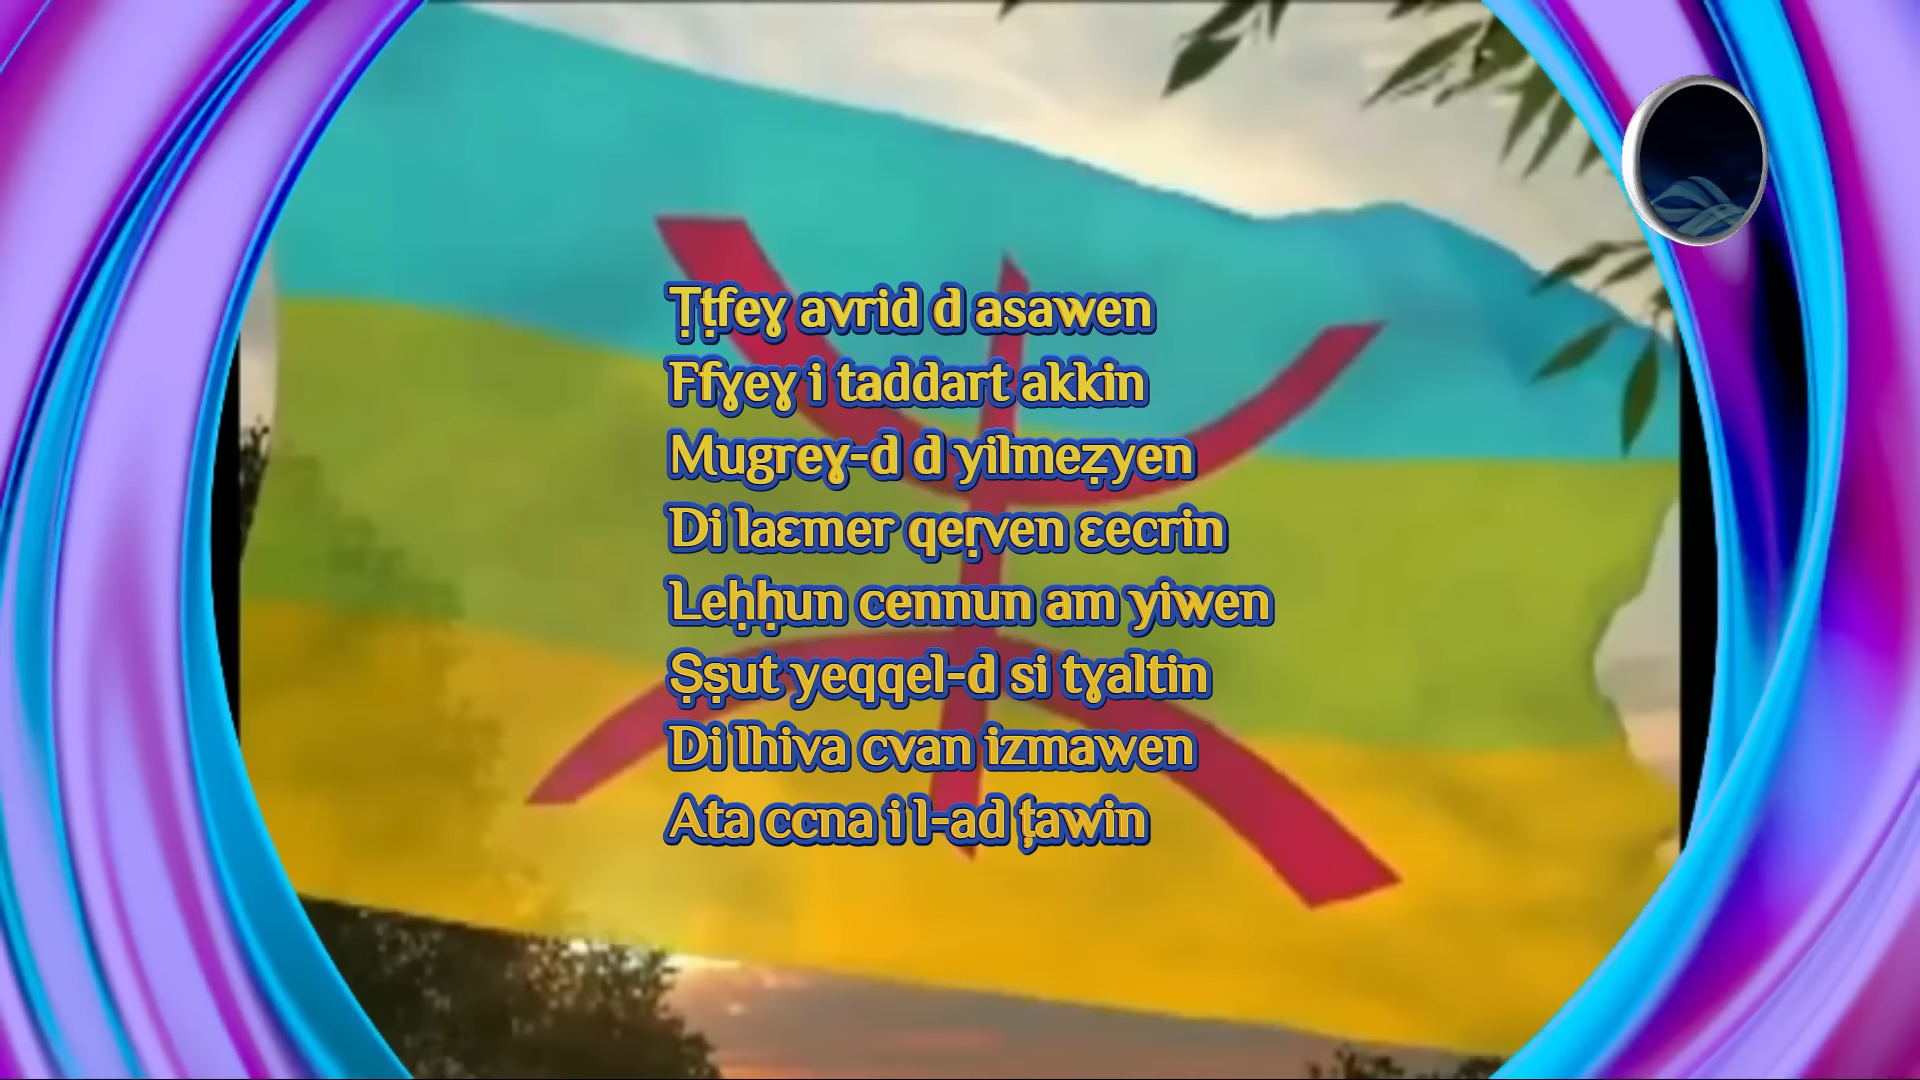 Ṭṭfeɣ avrid d asawen
Ffɣeɣ i taddart akkin
Mugreɣ-d d yilmeẓyen
Di laɛmer qeṛven ɛecrin
Leḥḥun cennun am yiwen
Ṣṣut yeqqel-d si tɣaltin
Di lhiva cvan izmawen
Ata ccna i l-ad ţawin